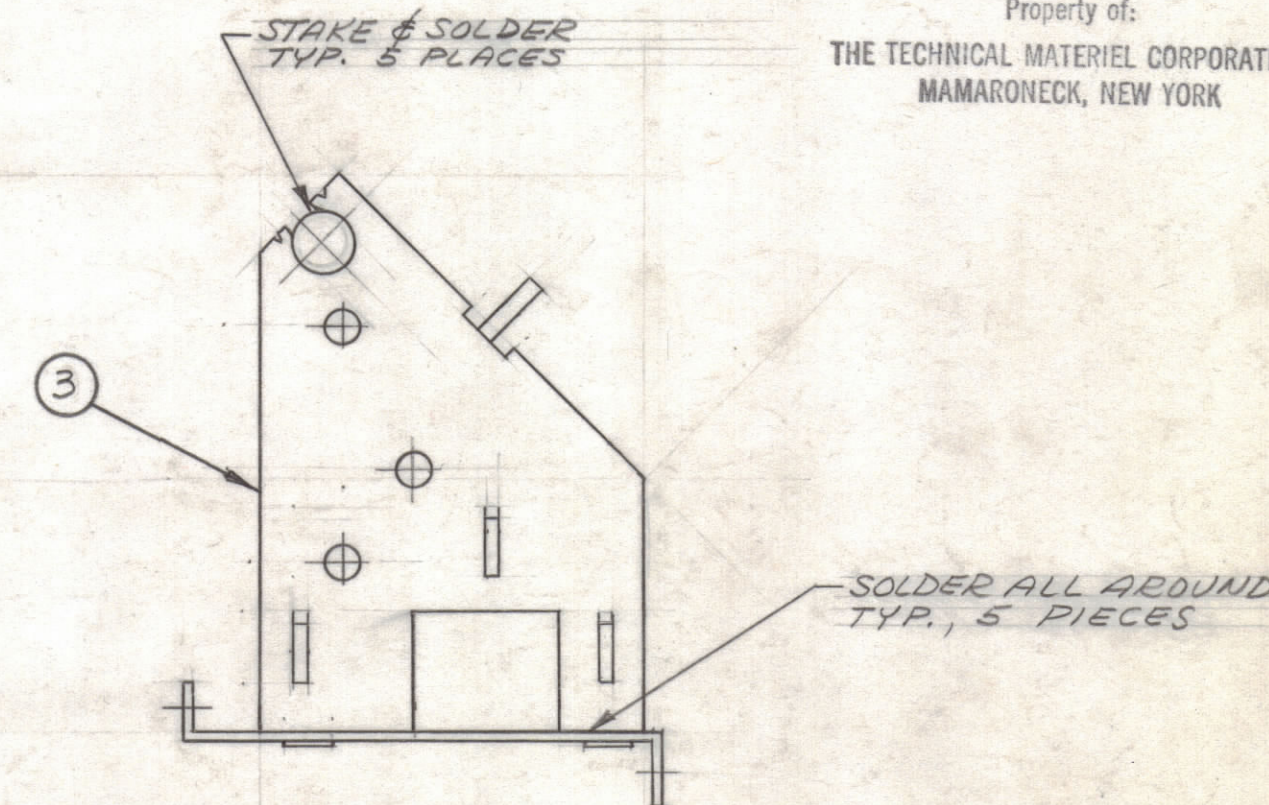 STAKE & SOLDER
TYP. 5 PLACES
Property of:
THE TECHNICAL MATERIEL CORPORATI
MAMARONECK, NEW YORK
3
SOLDER ALL AROUND
TYP., 5 PIECES